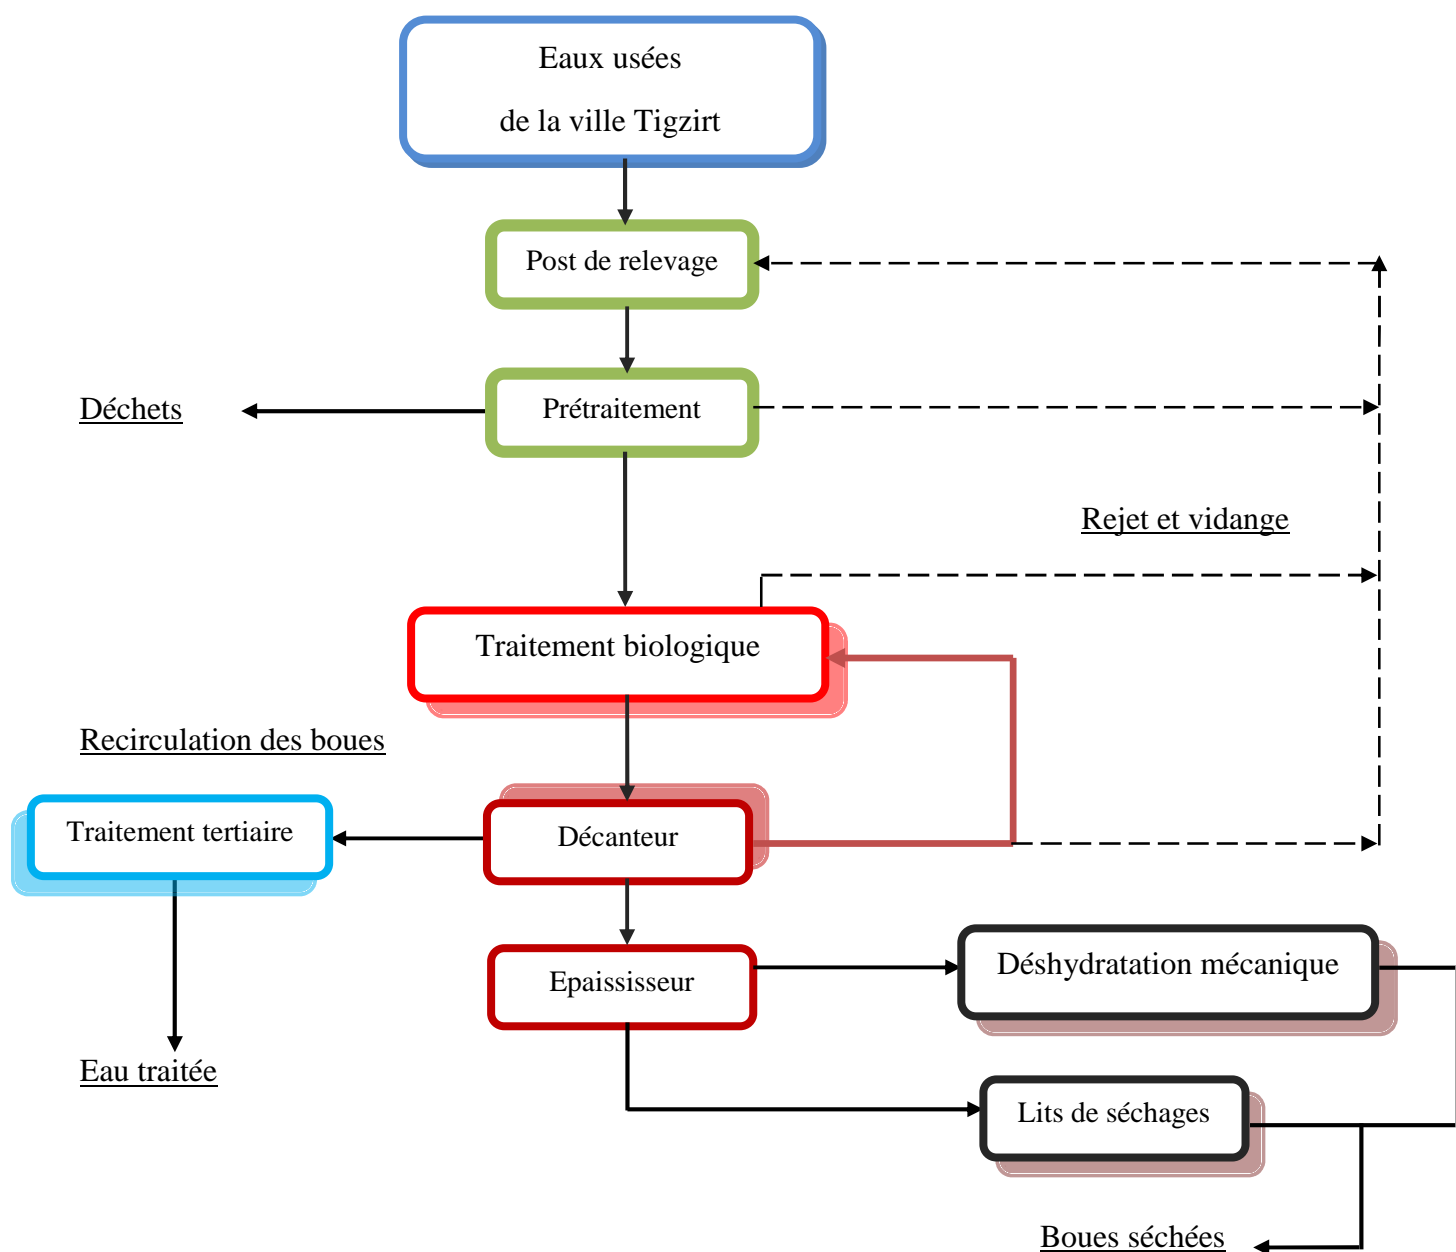 Eaux usées
de la ville Tigzirt
Post de relevage
Déchets
Prétraitement
Rejet et vidange
Traitement biologique
Recirculation des boues
Traitement tertiaire
Décanteur
Epaississeur
Déshydratation mécanique
Eau traitée
Lits de séchages
Boues séchées